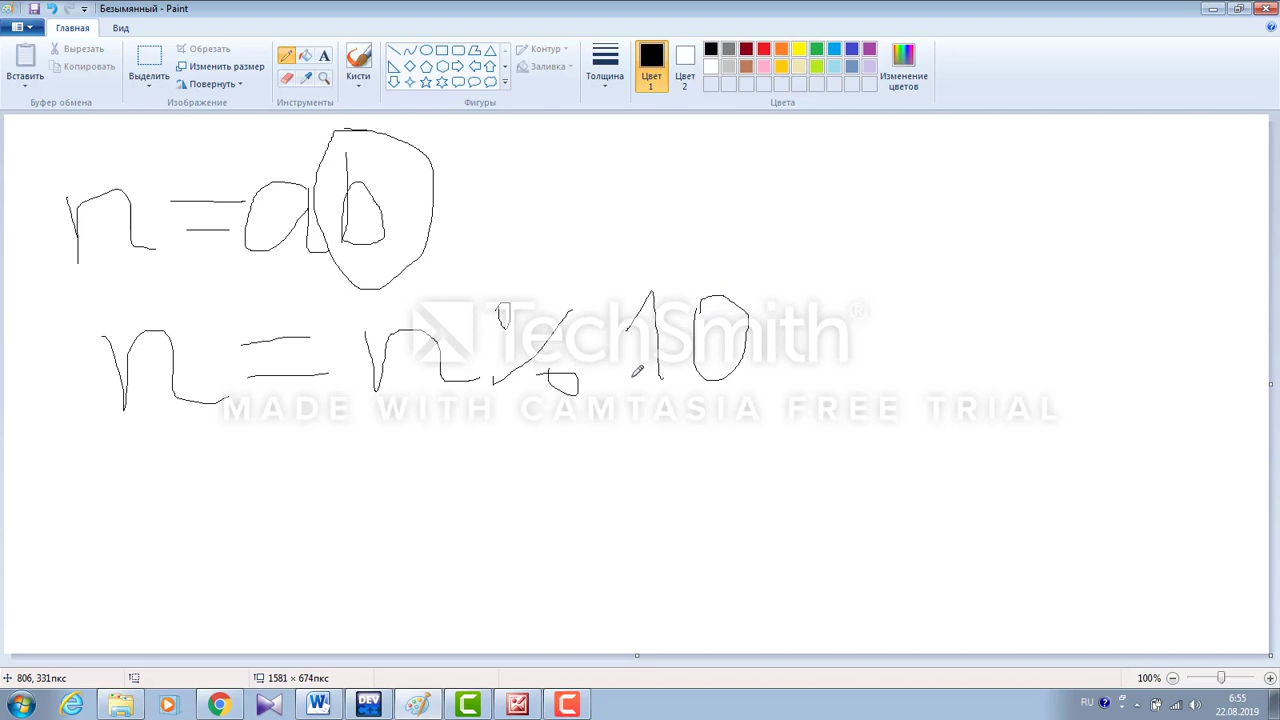 Безымянный - Paint
Главная
Вид
Вставить
Вырезать
Копировать
Буфер обмена
Выделить
Обрезать
Изменить размер
Повернуть
Изображение
Инструменты
Кисти
Фигуры
Контур
Заливка
Толщина
Цвет 1
Цвет 2
Изменение цветов
Цвета
n = ab
n = n % 10
TechSmith®
MADE WITH CAMTASIA FREE TRIAL
806, 331пкс
1581 × 674пкс
100%
DEV
RU
6:55
22.08.2019